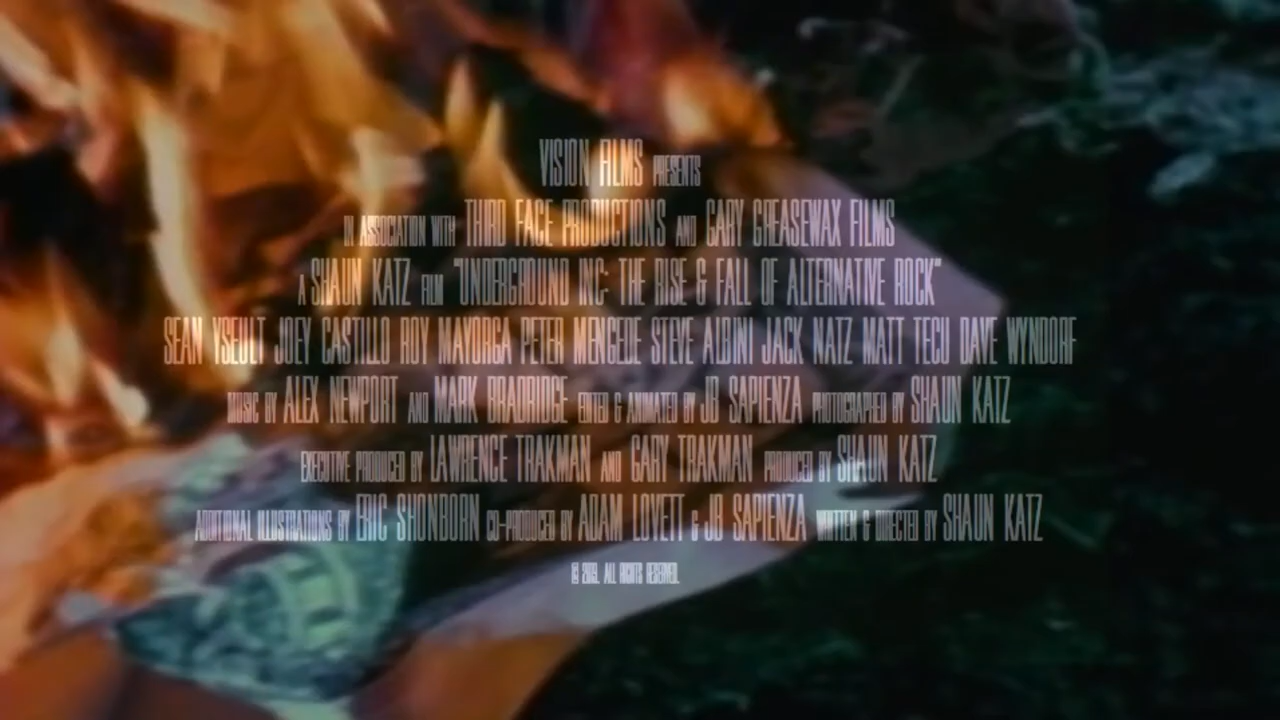 VISION FILMS PRESENTS
IN ASSOCIATION WITH THIRD FACE PRODUCTIONS AND GARY GREASEWAX FILMS
A SHAUN KATZ FILM "UNDERGROUND INC: THE RISE & FALL OF ALTERNATIVE ROCK"
SEAN YSEULT JOEY CASTILLO ROY MAYORGA PETER MENGEDE STEVE ALBINI JACK NATZ MATT TECU DAVE WYNDORF
MUSIC BY ALEX NEWPORT AND MARK BRADRIDGE EDITED & ANIMATED BY JB SAPIENZA PHOTOGRAPHED BY SHAUN KATZ
EXECUTIVE PRODUCED BY LAWRENCE TRAKMAN AND GARY TRAKMAN PRODUCED BY SHAUN KATZ
ADDITIONAL ILLUSTRATIONS BY ERIC SHONBORN CO-PRODUCED BY ADAM LOVETT & JB SAPIENZA WRITTEN & DIRECTED BY SHAUN KATZ
© 2019. ALL RIGHTS RESERVED.